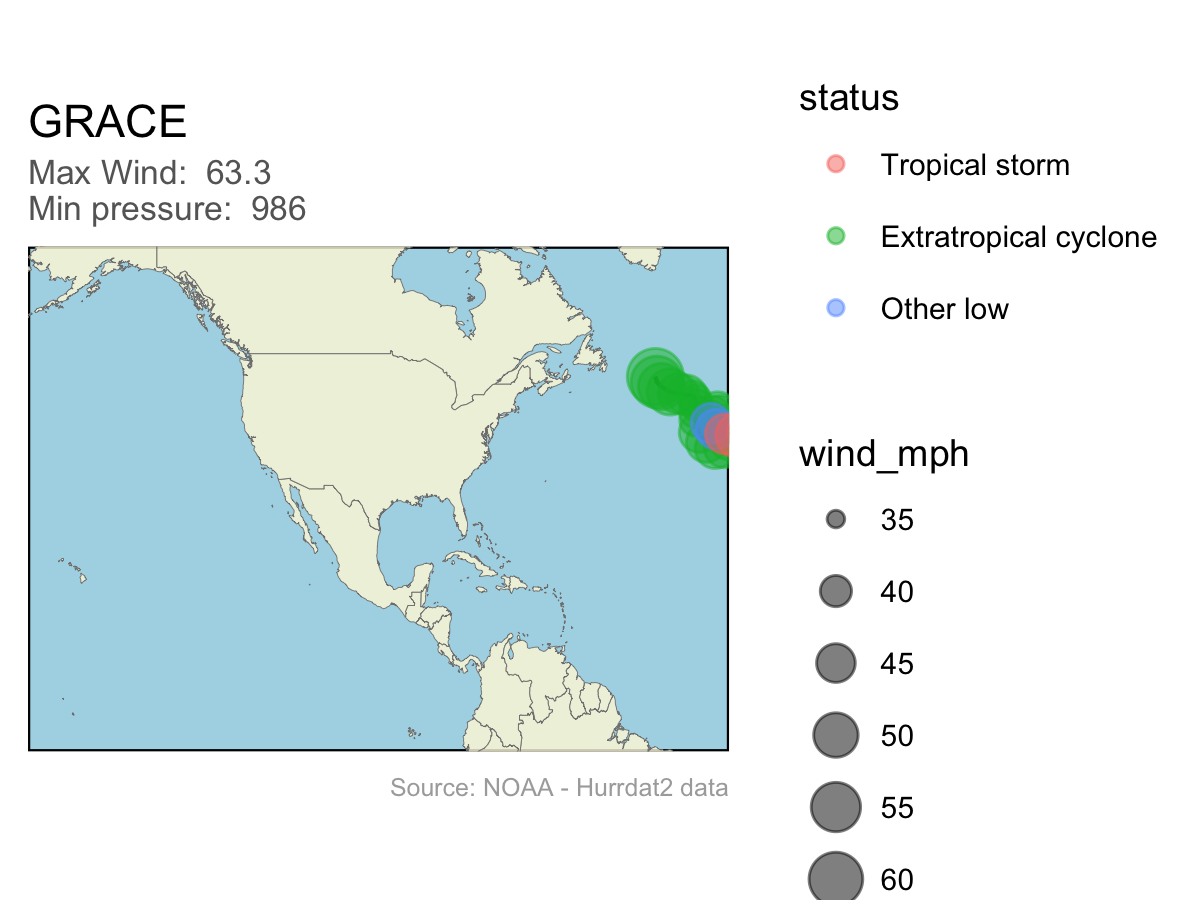 GRACE
Max Wind:  63.3
Min pressure:  986
status
Tropical storm
Extratropical cyclone
Other low
wind_mph
35
40
45
50
55
60
Source: NOAA - Hurrdat2 data